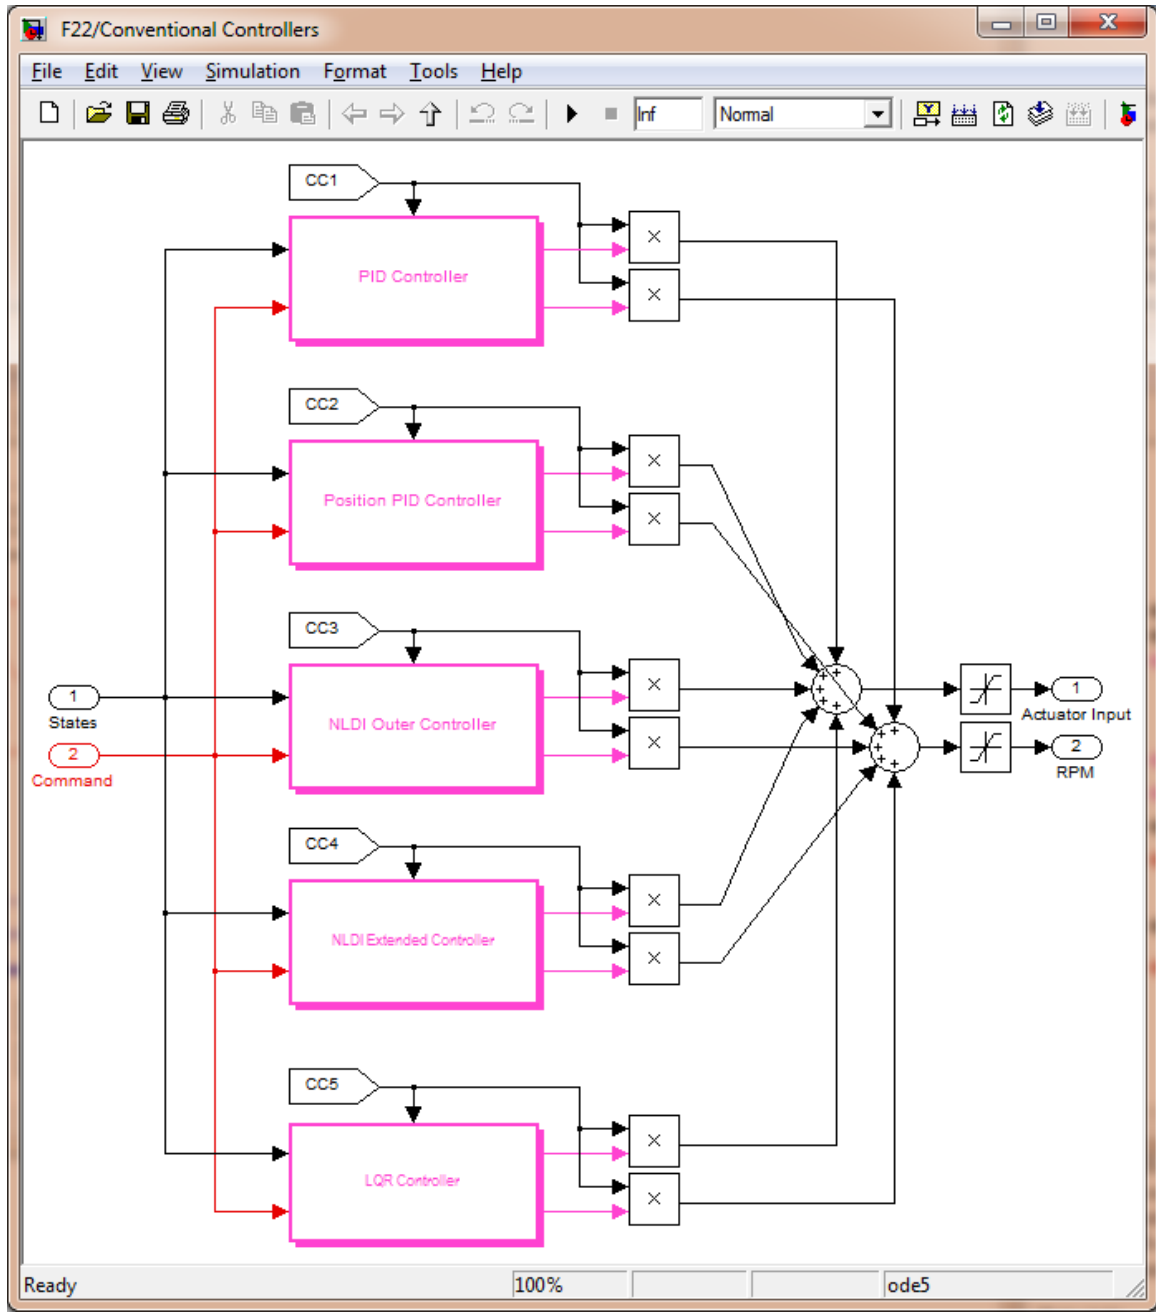 F22/Conventional Controllers
File Edit View Simulation Format Tools Help
Inf Normal
CC1
PID Controller
×
×
CC2
Position PID Controller
×
×
CC3
NLDI Outer Controller
×
×
1
States
2
Command
1
Actuator Input
2
RPM
CC4
NLDI Extended Controller
×
×
CC5
LQR Controller
×
×
Ready 100% ode5